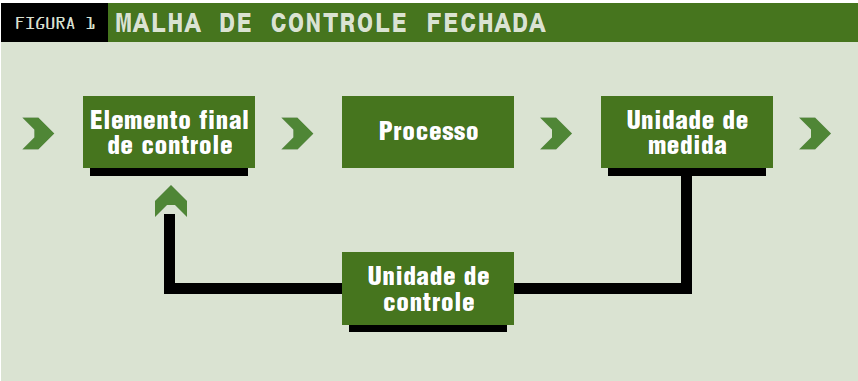 FIGURA 1 MALHA DE CONTROLE FECHADA
Elemento final
de controle
Processo
Unidade de
medida
Unidade de
controle